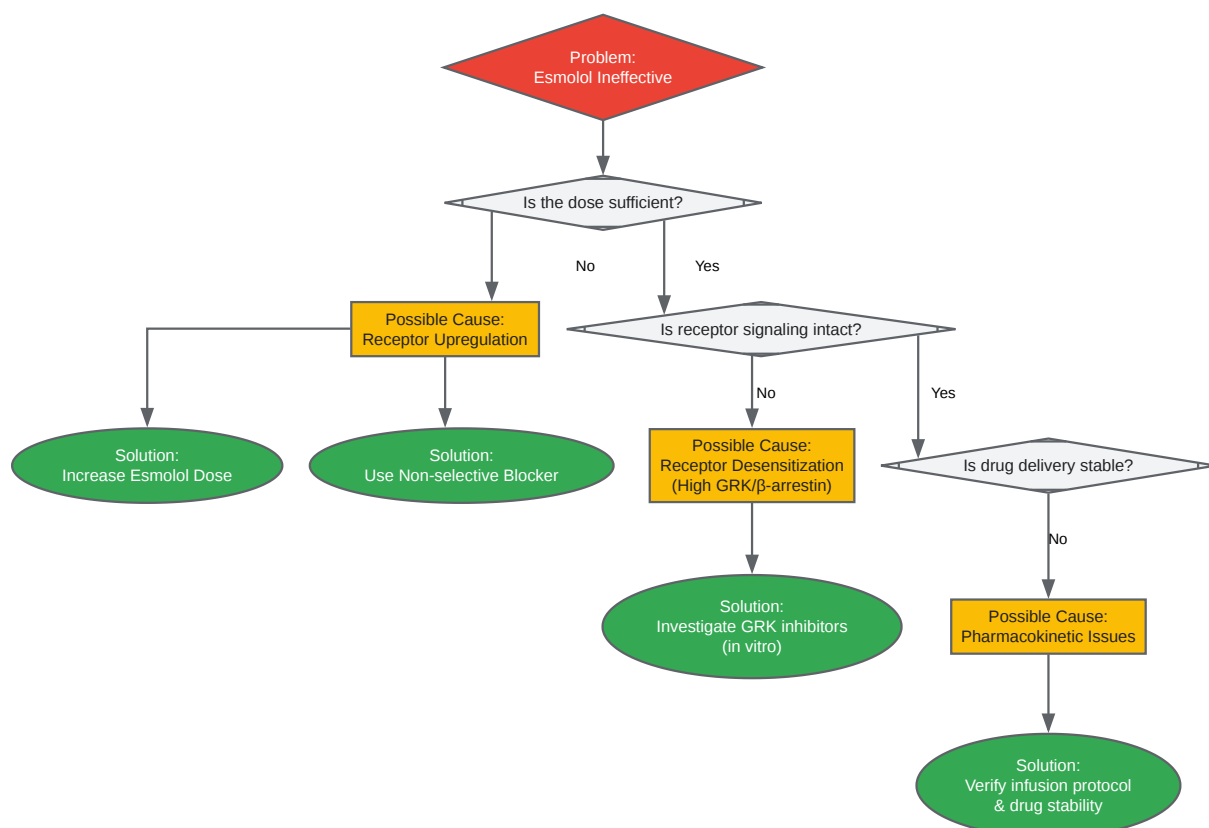 Problem:
Esmolol Ineffective
Is the dose sufficient?
No
Yes
Possible Cause:
Receptor Upregulation
Is receptor signaling intact?
No
Yes
Solution:
Increase Esmolol Dose
Solution:
Use Non-selective Blocker
Possible Cause:
Receptor Desensitization
(High GRK/β-arrestin)
Is drug delivery stable?
No
Solution:
Investigate GRK inhibitors
(in vitro)
Possible Cause:
Pharmacokinetic Issues
Solution:
Verify infusion protocol
& drug stability